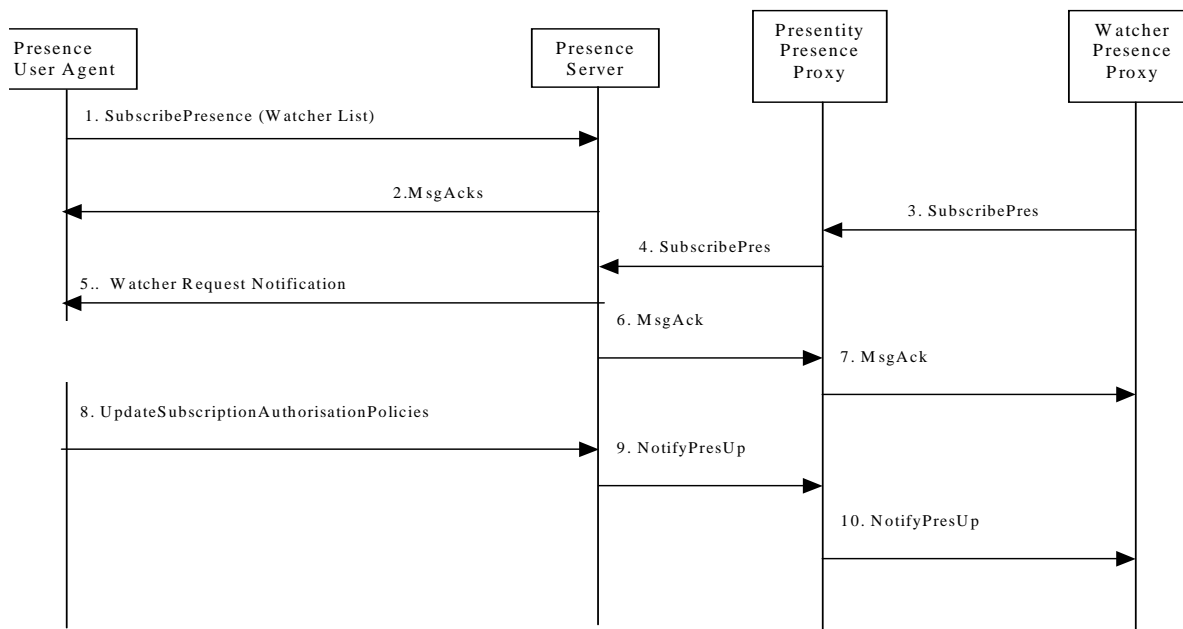 Presence
User Agent
Presence
Server
Presentity
Presence
Proxy
Watcher
Presence
Proxy
1. SubscribePresence (Watcher List)
2.MsgAcks
3. SubscribePres
4. SubscribePres
5.. Watcher Request Notification
6. MsgAck
7. MsgAck
8. UpdateSubscriptionAuthorisationPolicies
9. NotifyPresUp
10. NotifyPresUp